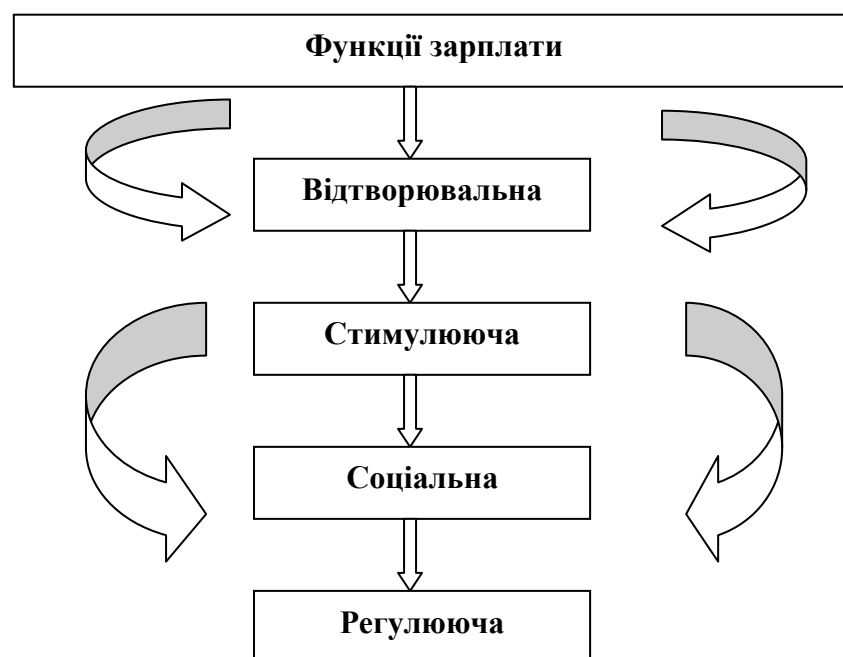 Функції зарплати
Відтворювальна
Стимулююча
Соціальна
Регулююча